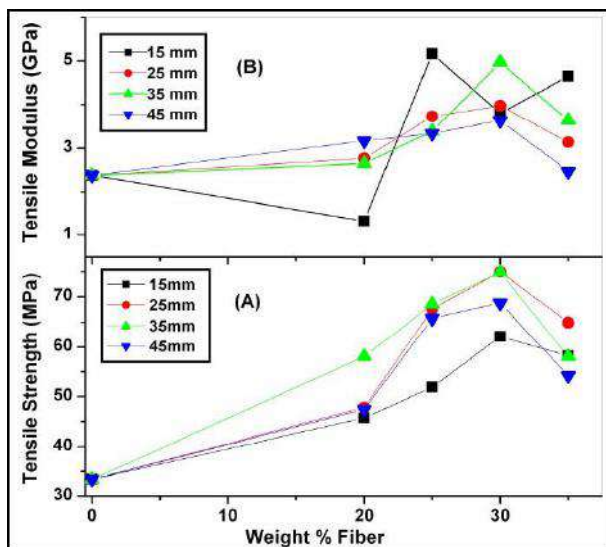 Tensile Modulus (GPa)
5
3
1
15 mm
25 mm
35 mm
45 mm
(B)
Tensile Strength (MPa)
70
60
50
40
30
15mm
25mm
35mm
45mm
(A)
0
10
20
30
Weight % Fiber